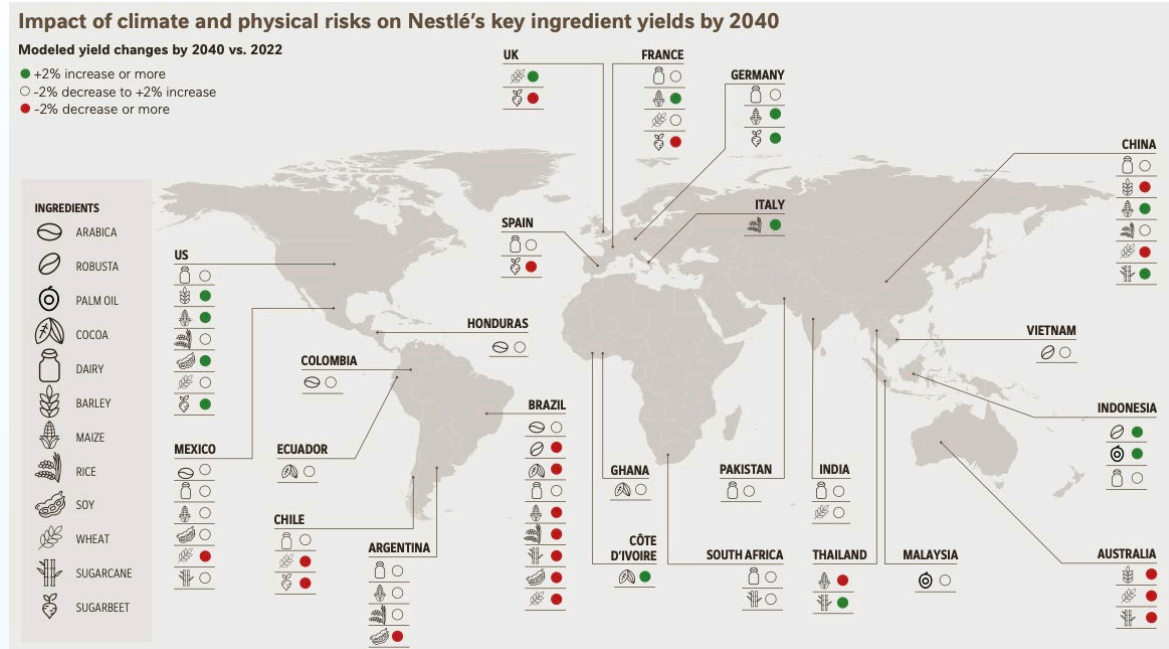 Impact of climate and physical risks on Nestlé's key ingredient yields by 2040
Modeled yield changes by 2040 vs. 2022
+2% increase or more
-2% decrease to +2% increase
-2% decrease or more
UK
FRANCE
GERMANY
CHINA
INGREDIENTS
ARABICA
ROBUSTA
PALM OIL
COCOA
DAIRY
BARLEY
MAIZE
RICE
SOY
WHEAT
SUGARCANE
SUGARBEET
SPAIN
ITALY
US
HONDURAS
VIETNAM
COLOMBIA
INDONESIA
BRAZIL
MEXICO
ECUADOR
GHANA
PAKISTAN
INDIA
CHILE
ARGENTINA
CÔTE
D'IVOIRE
SOUTH AFRICA
THAILAND
MALAYSIA
AUSTRALIA